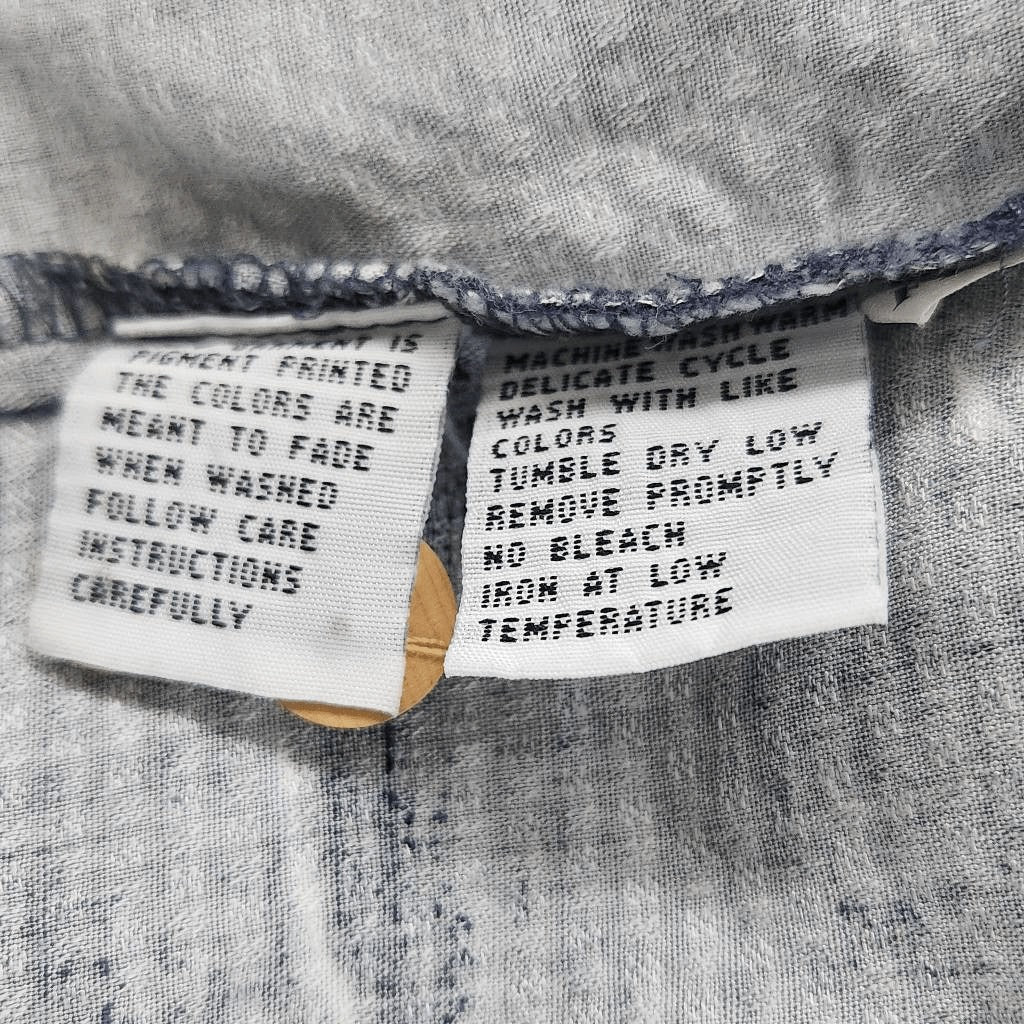 IS
PIGMENT PRINTED
THE COLORS ARE
MEANT TO FADE
WHEN WASHED
FOLLOW CARE
INSTRUCTIONS
CAREFULLY
MACHINE WASH WARM
DELICATE CYCLE
WASH WITH LIKE
COLORS
TUMBLE DRY LOW
REMOVE PROMPTLY
NO BLEACH
IRON AT LOW
TEMPERATURE